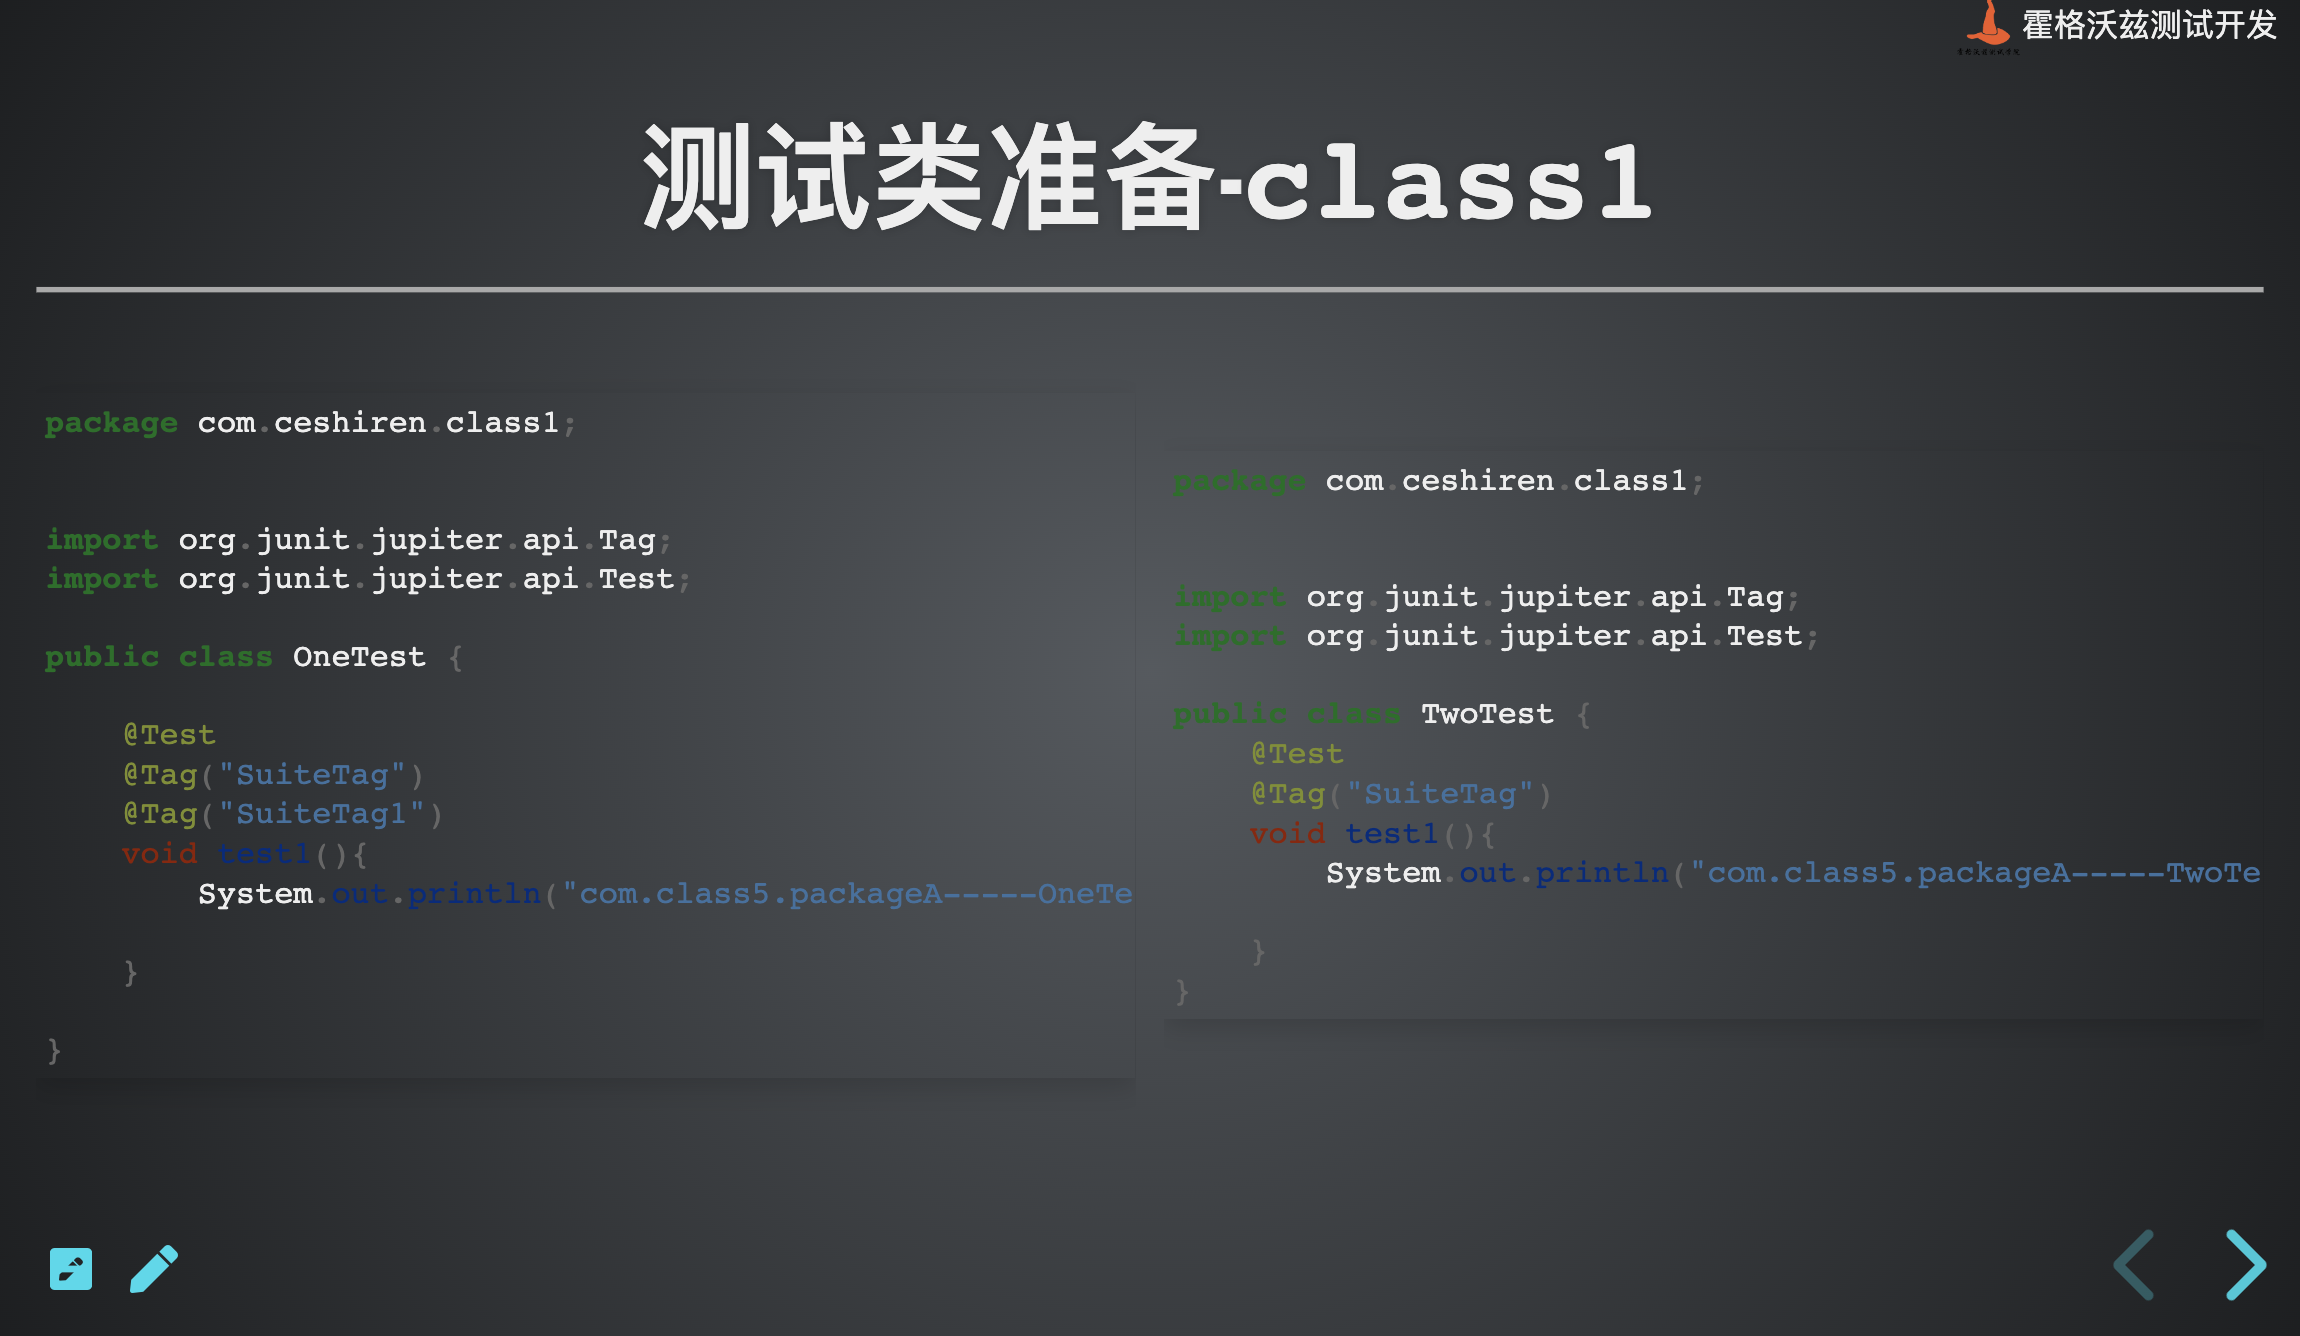 霍格沃兹测试开发
测试类准备-class1
package com.ceshiren.class1;
import org.junit.jupiter.api.Tag;
import org.junit.jupiter.api.Test;
public class OneTest {
@Test
@Tag("SuiteTag")
@Tag("SuiteTag1")
void test1(){
System.out.println("com.class5.packageA-----OneTe
}
}
package com.ceshiren.class1;
import org.junit.jupiter.api.Tag;
import org.junit.jupiter.api.Test;
public class TwoTest {
@Test
@Tag("SuiteTag")
void test1(){
System.out.println("com.class5.packageA-----TwoTe
}
}